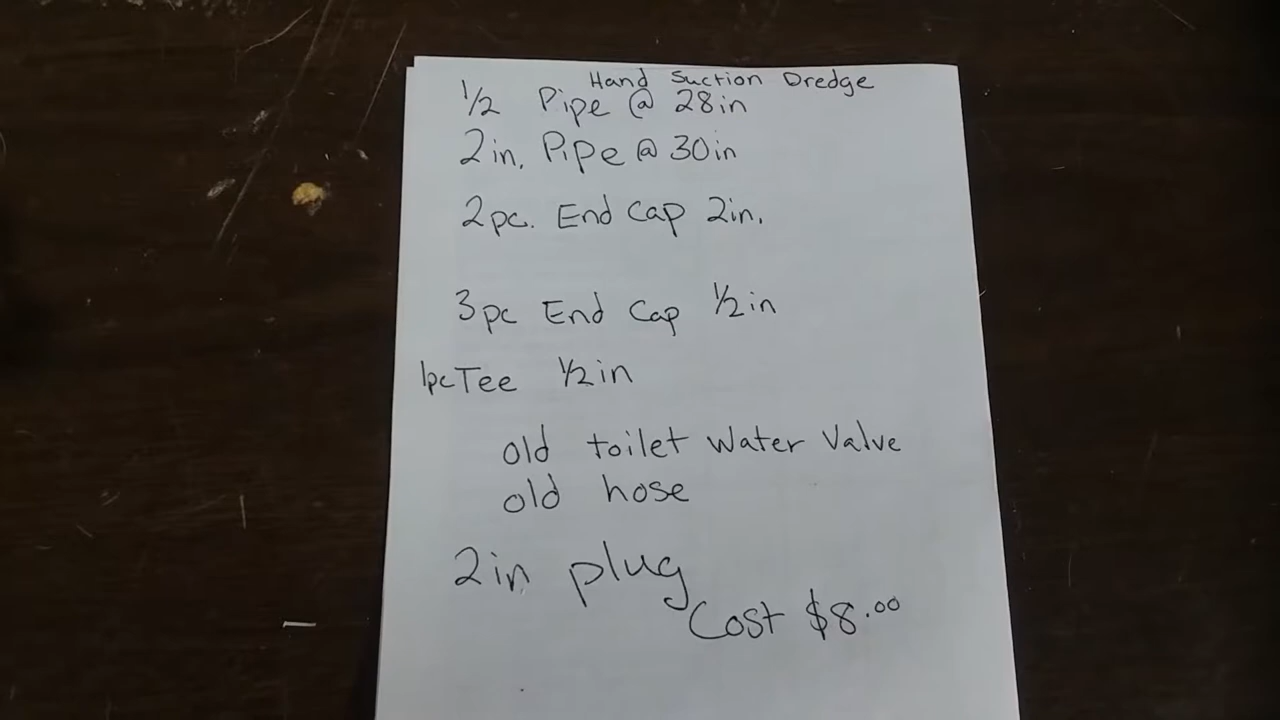 Hand Suction Dredge
1/2 Pipe @ 28in
2in. Pipe @ 30in
2pc. End Cap 2in.
3pc End Cap 1/2in
1pc Tee 1/2in
old toilet Water Valve
old hose
2in plug
Cost $8.00